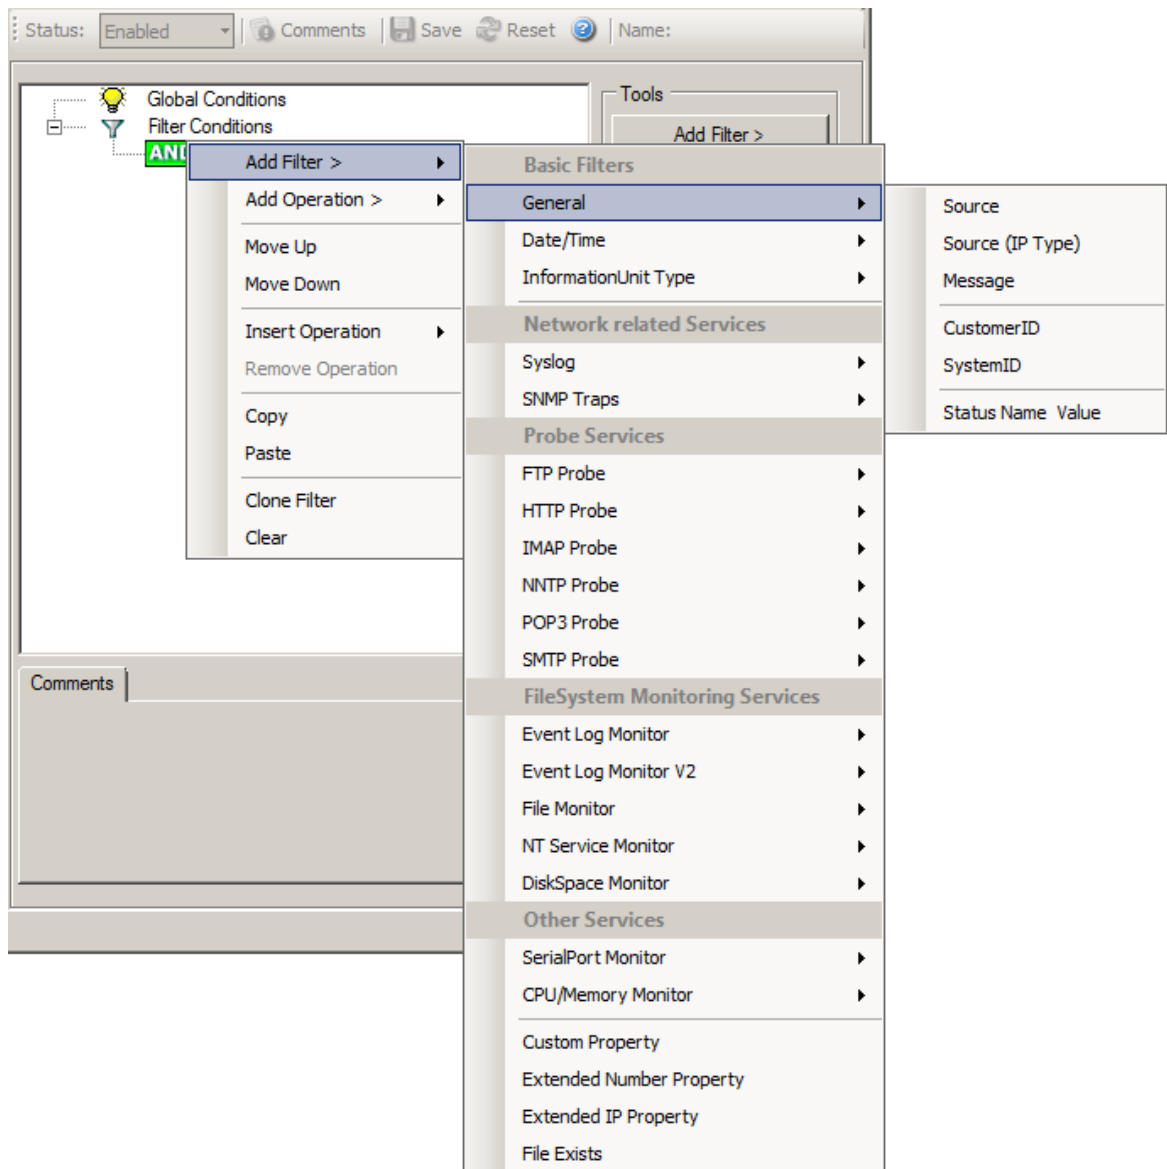 Status: Enabled Comments Save Reset Name:
Global Conditions
Filter Conditions
AND
Tools
Add Filter >
Add Filter >
Add Operation >
Move Up
Move Down
Insert Operation
Remove Operation
Copy
Paste
Clone Filter
Clear
Basic Filters
General
Date/Time
InformationUnit Type
Network related Services
Syslog
SNMP Traps
Probe Services
FTP Probe
HTTP Probe
IMAP Probe
NNTP Probe
POP3 Probe
SMTP Probe
FileSystem Monitoring Services
Event Log Monitor
Event Log Monitor V2
File Monitor
NT Service Monitor
DiskSpace Monitor
Other Services
SerialPort Monitor
CPU/Memory Monitor
Custom Property
Extended Number Property
Extended IP Property
File Exists
Source
Source (IP Type)
Message
CustomerID
SystemID
Status Name Value
Comments